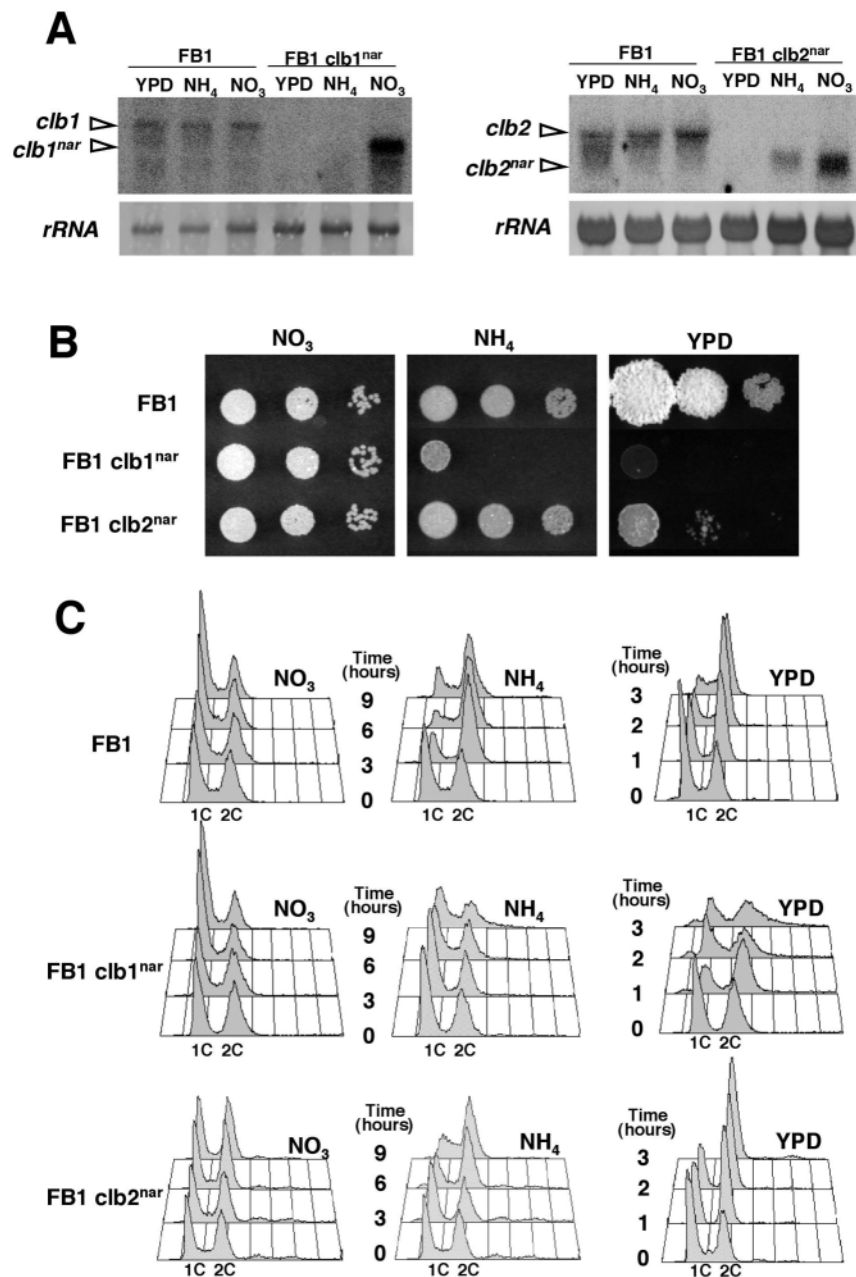 A
FB1 FB1 clb1nar
YPD NH4 NO3 YPD NH4 NO3
clb1
clb1nar
rRNA
FB1 FB1 clb2nar
YPD NH4 NO3 YPD NH4 NO3
clb2
clb2nar
rRNA
B
NO3 NH4 YPD
FB1
FB1 clb1nar
FB1 clb2nar
C
FB1
NO3
1C 2C
Time
(hours)
9
6
3
0
NH4
1C 2C
YPD
3
2
1
0
1C 2C
FB1 clb1nar
NO3
1C 2C
Time
(hours)
9
6
3
0
NH4
1C 2C
Time
(hours)
3
2
1
0
YPD
1C 2C
FB1 clb2nar
NO3
1C 2C
Time
(hours)
9
6
3
0
NH4
1C 2C
Time
(hours)
3
2
1
0
YPD
1C 2C